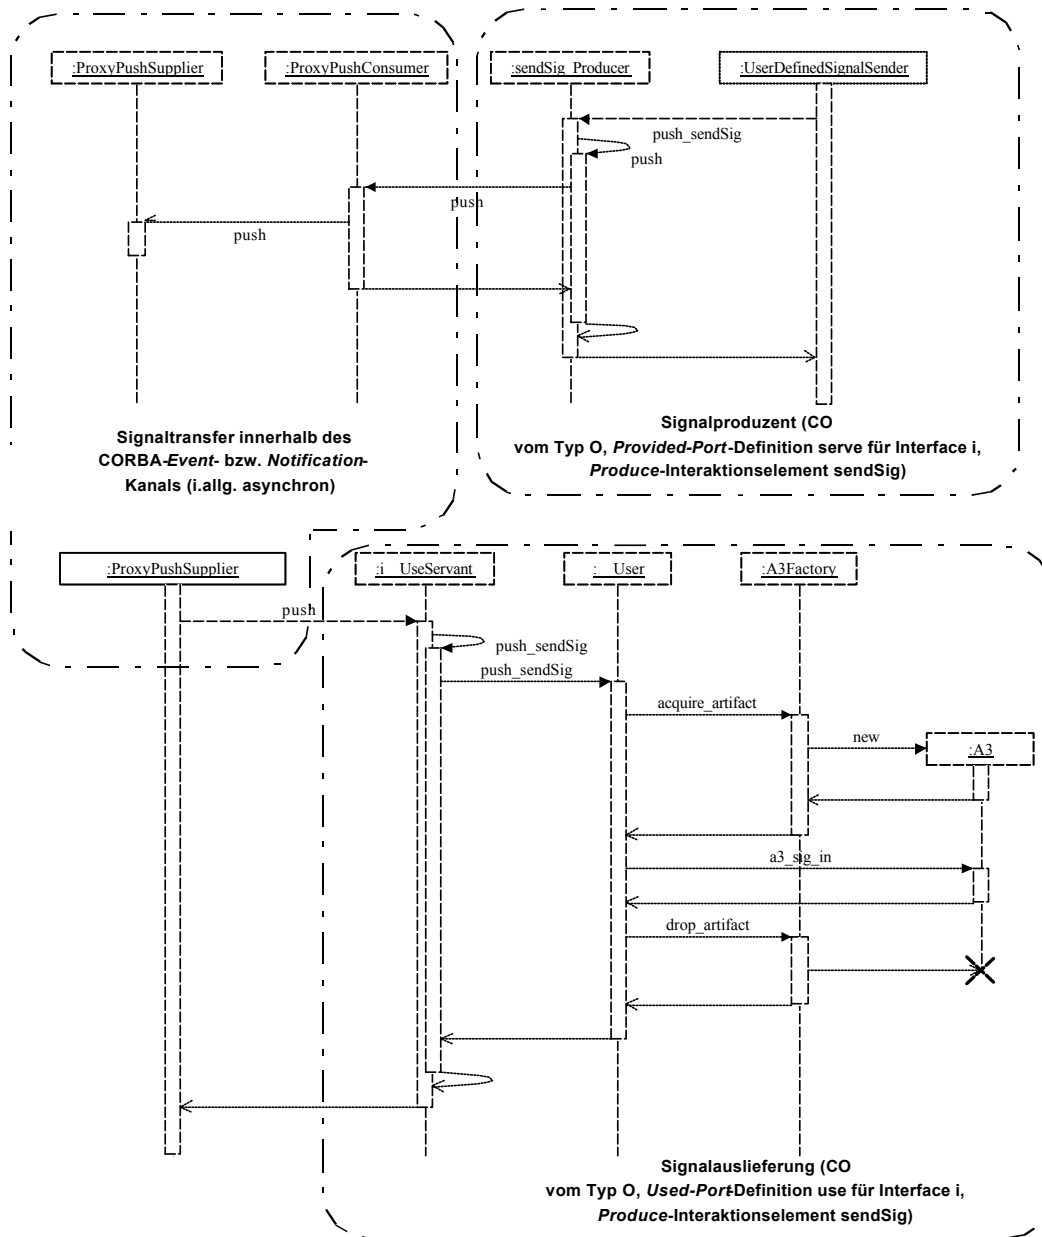 :ProxyPushSupplier
:ProxyPushConsumer
:sendSig_Producer
:UserDefinedSignalSender
push_sendSig
push
push
push
Signaltransfer innerhalb des
CORBA-Event- bzw. Notification-
Kanals (i.allg. asynchron)
Signalproduzent (CO
vom Typ O, Provided-Port-Definition serve für Interface i,
Produce-Interaktionselement sendSig)
:ProxyPushSupplier
:i__UseServant
:__User
:A3Factory
push
push_sendSig
push_sendSig
acquire_artifact
new
:A3
a3_sig_in
drop_artifact
Signalauslieferung (CO
vom Typ O, Used-Port-Definition use für Interface i,
Produce-Interaktionselement sendSig)